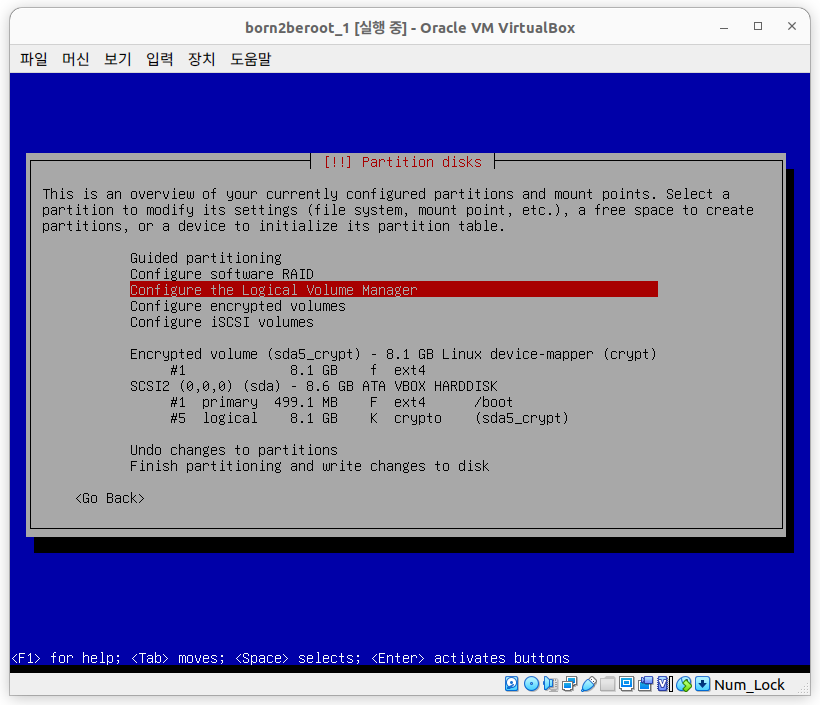 born2beroot_1 [실행 중] - Oracle VM VirtualBox
파일 머신 보기 입력 장치 도움말
[!!] Partition disks
This is an overview of your currently configured partitions and mount points. Select a
partition to modify its settings (file system, mount point, etc.), a free space to create
partitions, or a device to initialize its partition table.
Guided partitioning
Configure software RAID
Configure the Logical Volume Manager
Configure encrypted volumes
Configure iSCSI volumes
Encrypted volume (sda5_crypt) - 8.1 GB Linux device-mapper (crypt)
#1 8.1 GB f ext4
SCSI2 (0,0,0) (sda) - 8.6 GB ATA VBOX HARDDISK
#1 primary 499.1 MB F ext4 /boot
#5 logical 8.1 GB K crypto (sda5_crypt)
Undo changes to partitions
Finish partitioning and write changes to disk
<Go Back>
<F1> for help; <Tab> moves; <Space> selects; <Enter> activates buttons
Num_Lock